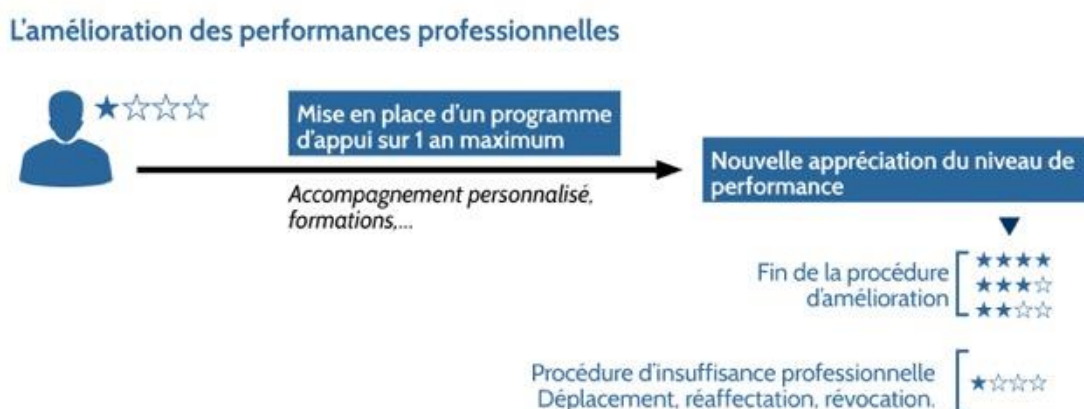 L'amélioration des performances professionnelles
Mise en place d'un programme
d'appui sur 1 an maximum
Accompagnement personnalisé,
formations,...
Nouvelle appréciation du niveau de
performance
Fin de la procédure
d'amélioration
Procédure d'insuffisance professionnelle
Déplacement, réaffectation, révocation.